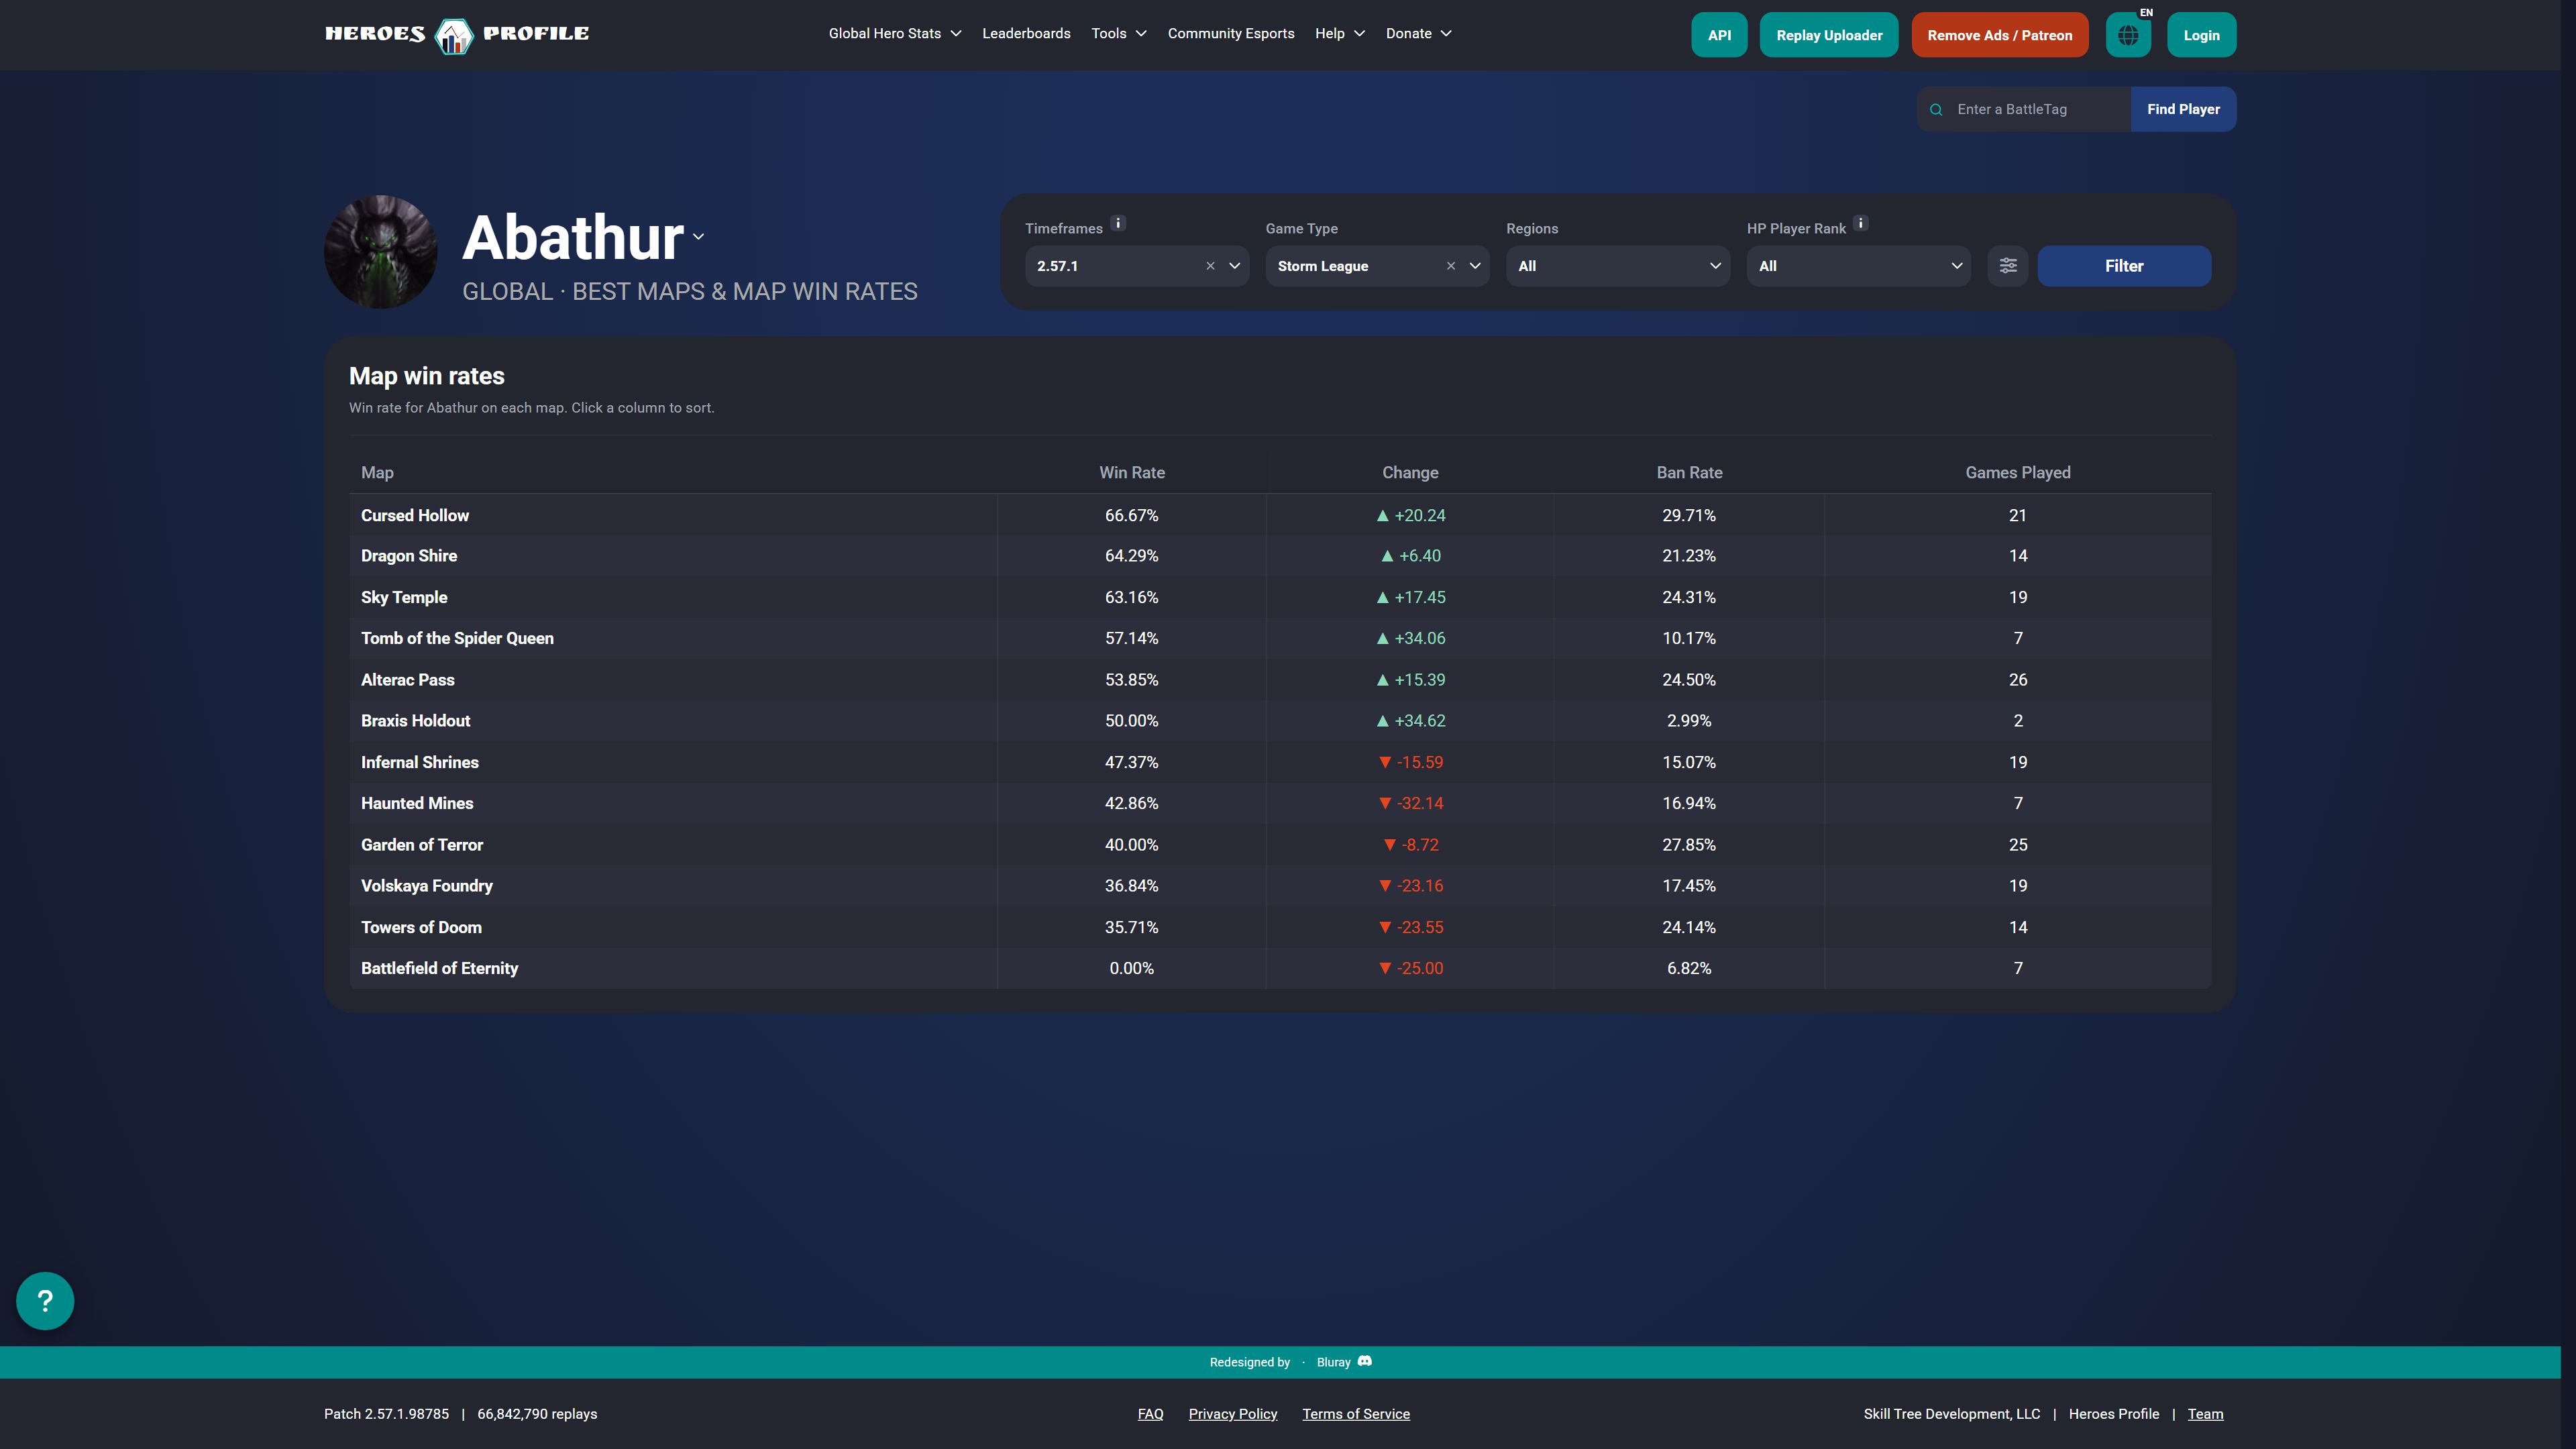 HEROES PROFILE
Global Hero Stats Leaderboards Tools Community Esports Help Donate
API Replay Uploader Remove Ads / Patreon EN Login
Enter a BattleTag Find Player
Abathur
GLOBAL · BEST MAPS & MAP WIN RATES
Timeframes i Game Type Regions HP Player Rank i
2.57.1 × Storm League × All All Filter
Map win rates
Win rate for Abathur on each map. Click a column to sort.
Map Win Rate Change Ban Rate Games Played
Cursed Hollow 66.67% ▲ +20.24 29.71% 21
Dragon Shire 64.29% ▲ +6.40 21.23% 14
Sky Temple 63.16% ▲ +17.45 24.31% 19
Tomb of the Spider Queen 57.14% ▲ +34.06 10.17% 7
Alterac Pass 53.85% ▲ +15.39 24.50% 26
Braxis Holdout 50.00% ▲ +34.62 2.99% 2
Infernal Shrines 47.37% ▼ -15.59 15.07% 19
Haunted Mines 42.86% ▼ -32.14 16.94% 7
Garden of Terror 40.00% ▼ -8.72 27.85% 25
Volskaya Foundry 36.84% ▼ -23.16 17.45% 19
Towers of Doom 35.71% ▼ -23.55 24.14% 14
Battlefield of Eternity 0.00% ▼ -25.00 6.82% 7
?
Redesigned by · Bluray
Patch 2.57.1.98785 | 66,842,790 replays FAQ Privacy Policy Terms of Service Skill Tree Development, LLC | Heroes Profile | Team